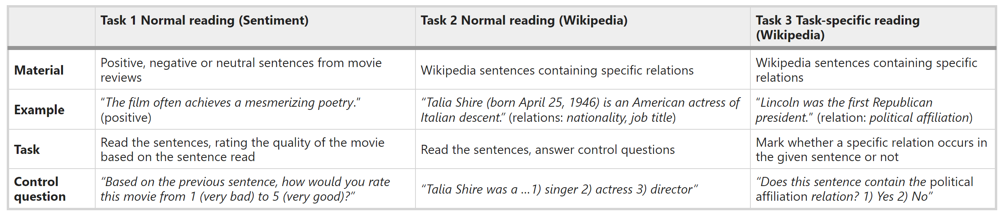 Task 1 Normal reading (Sentiment)
Task 2 Normal reading (Wikipedia)
Task 3 Task-specific reading
(Wikipedia)
Material
Positive, negative or neutral sentences from movie
reviews
Wikipedia sentences containing specific relations
Wikipedia sentences containing specific
relations
Example
“The film often achieves a mesmerizing poetry.”
(positive)
“Talia Shire (born April 25, 1946) is an American actress of
Italian descent.” (relations: nationality, job title)
“Lincoln was the first Republican
president.” (relation: political affiliation)
Task
Read the sentences, rating the quality of the movie
based on the sentence read
Read the sentences, answer control questions
Mark whether a specific relation occurs in
the given sentence or not
Control
question
“Based on the previous sentence, how would you rate
this movie from 1 (very bad) to 5 (very good)?”
“Talia Shire was a …1) singer 2) actress 3) director”
“Does this sentence contain the political
affiliation relation? 1) Yes 2) No”